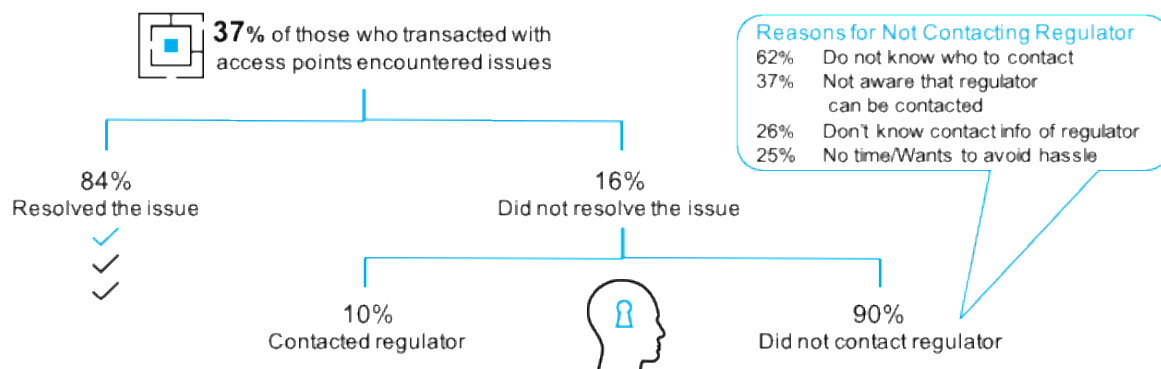 37% of those who transacted with
access points encountered issues
Reasons for Not Contacting Regulator
62% Do not know who to contact
37% Not aware that regulator
can be contacted
26% Don't know contact info of regulator
25% No time/Wants to avoid hassle
84%
Resolved the issue
16%
Did not resolve the issue
10%
Contacted regulator
90%
Did not contact regulator